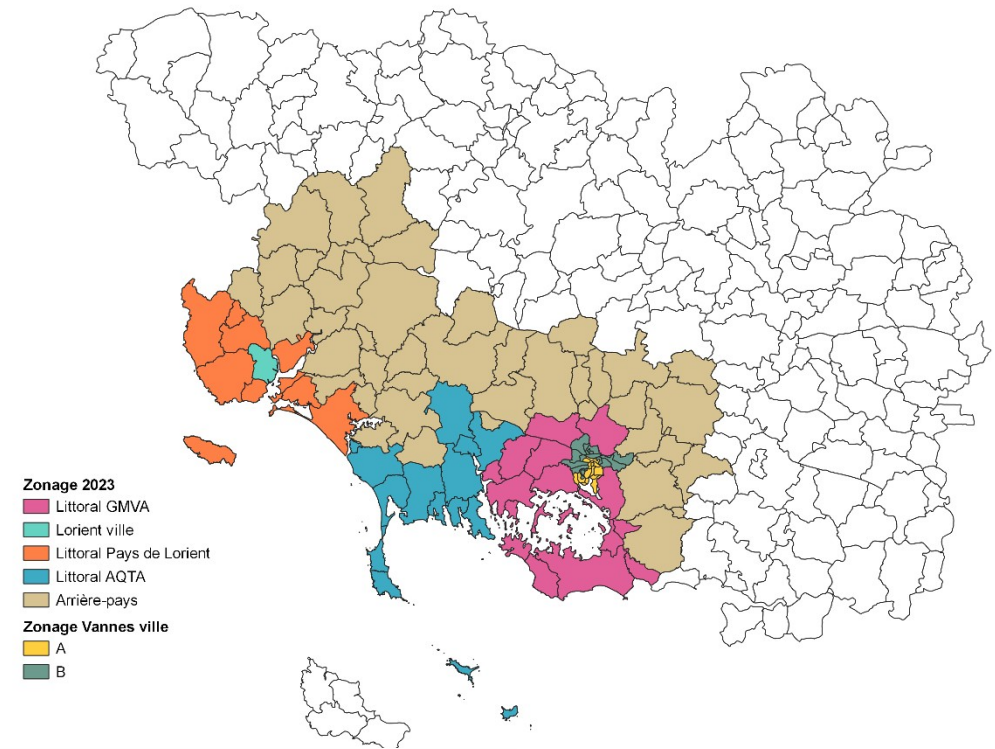 Zonage 2023
Littoral GMVA
Lorient ville
Littoral Pays de Lorient
Littoral AQTA
Arrière-pays
Zonage Vannes ville
A
B